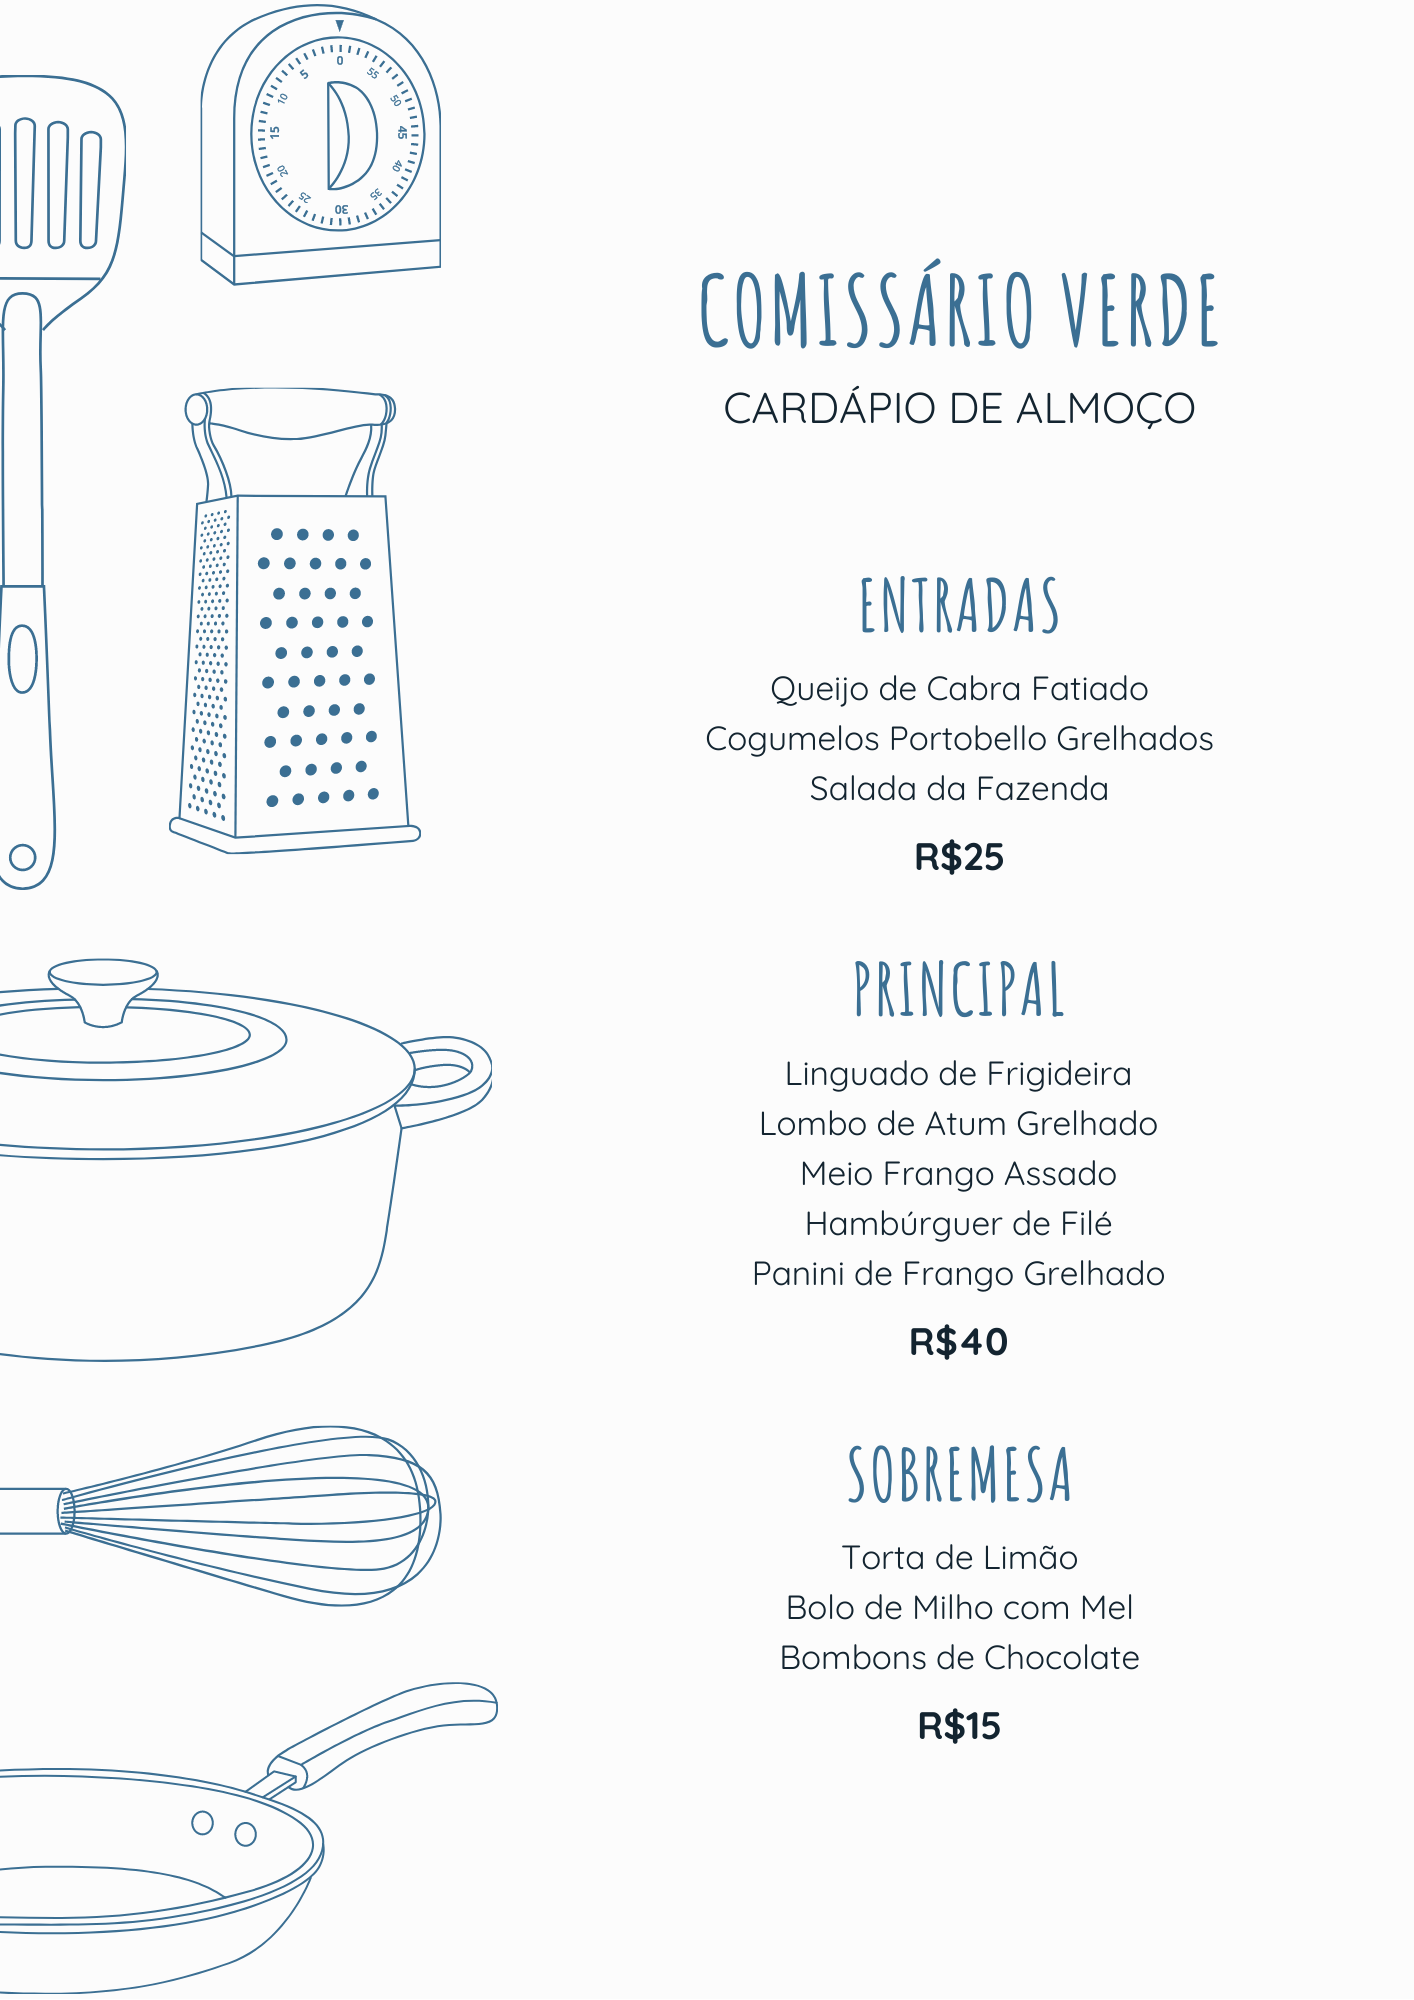 0
55
50
45
40
35
30
25
20
15
10
5
COMISSÁRIO VERDE
CARDÁPIO DE ALMOÇO
ENTRADAS
Queijo de Cabra Fatiado
Cogumelos Portobello Grelhados
Salada da Fazenda
R$25
PRINCIPAL
Linguado de Frigideira
Lombo de Atum Grelhado
Meio Frango Assado
Hambúrguer de Filé
Panini de Frango Grelhado
R$40
SOBREMESA
Torta de Limão
Bolo de Milho com Mel
Bombons de Chocolate
R$15